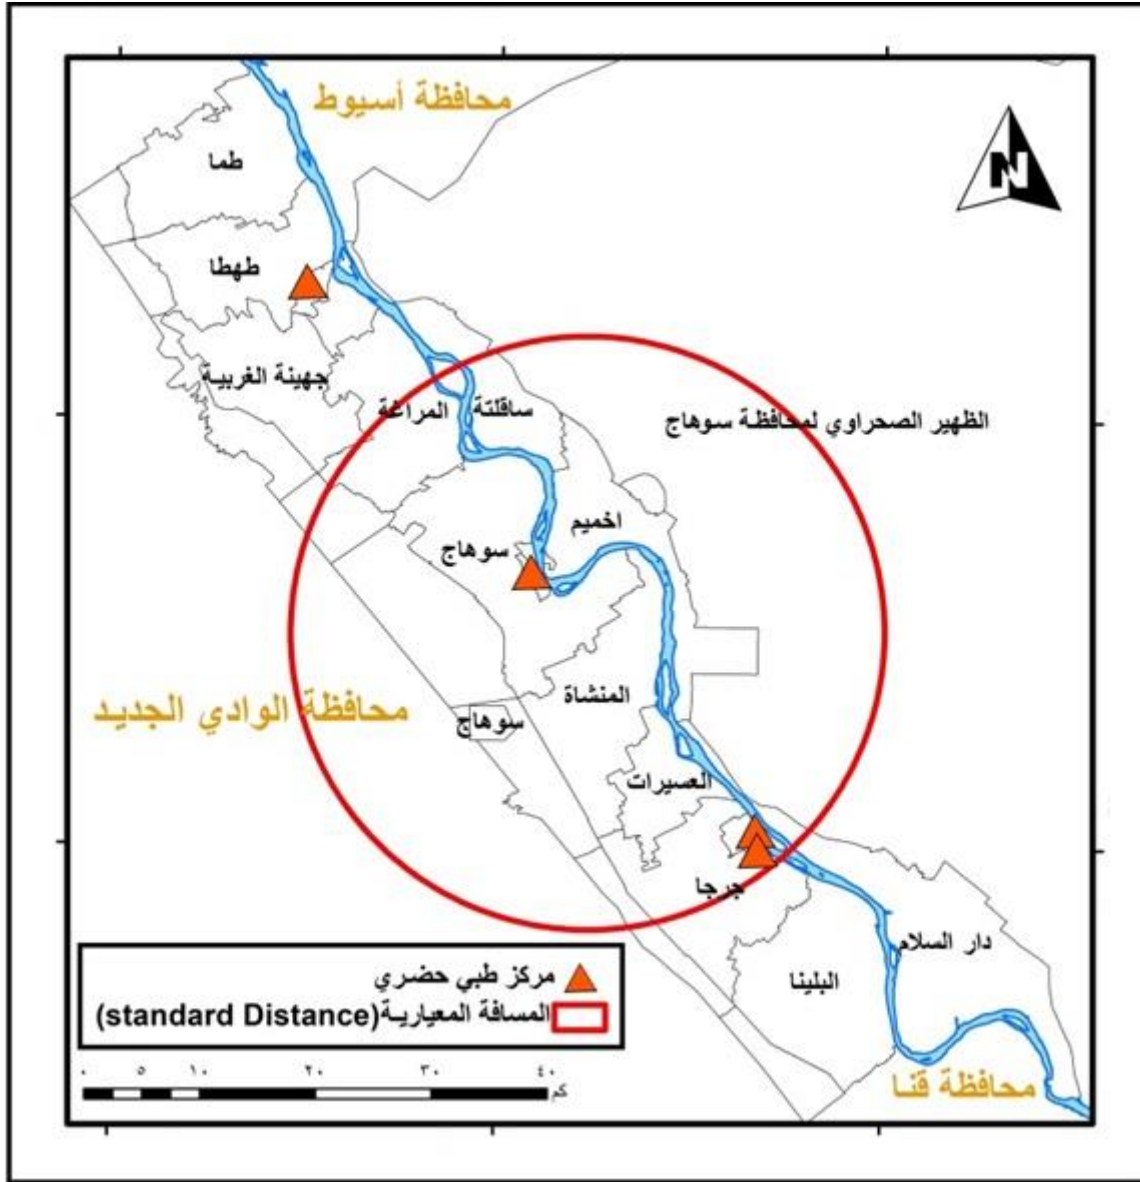 محافظة أسيوط
طما
N
طهطا
جهينة الغربية
المراغة
ساقلتة
الظهير الصحراوي لمحافظة سوهاج
اخميم
سوهاج
المنشاة
محافظة الوادي الجديد
سوهاج
العسيرات
جرجا
دار السلام
البلينا
محافظة قنا
مركز طبي حضري
المسافة المعيارية(standard Distance)
٠ ٥ ١٠ ٢٠ ٣٠ ٤٠
كم